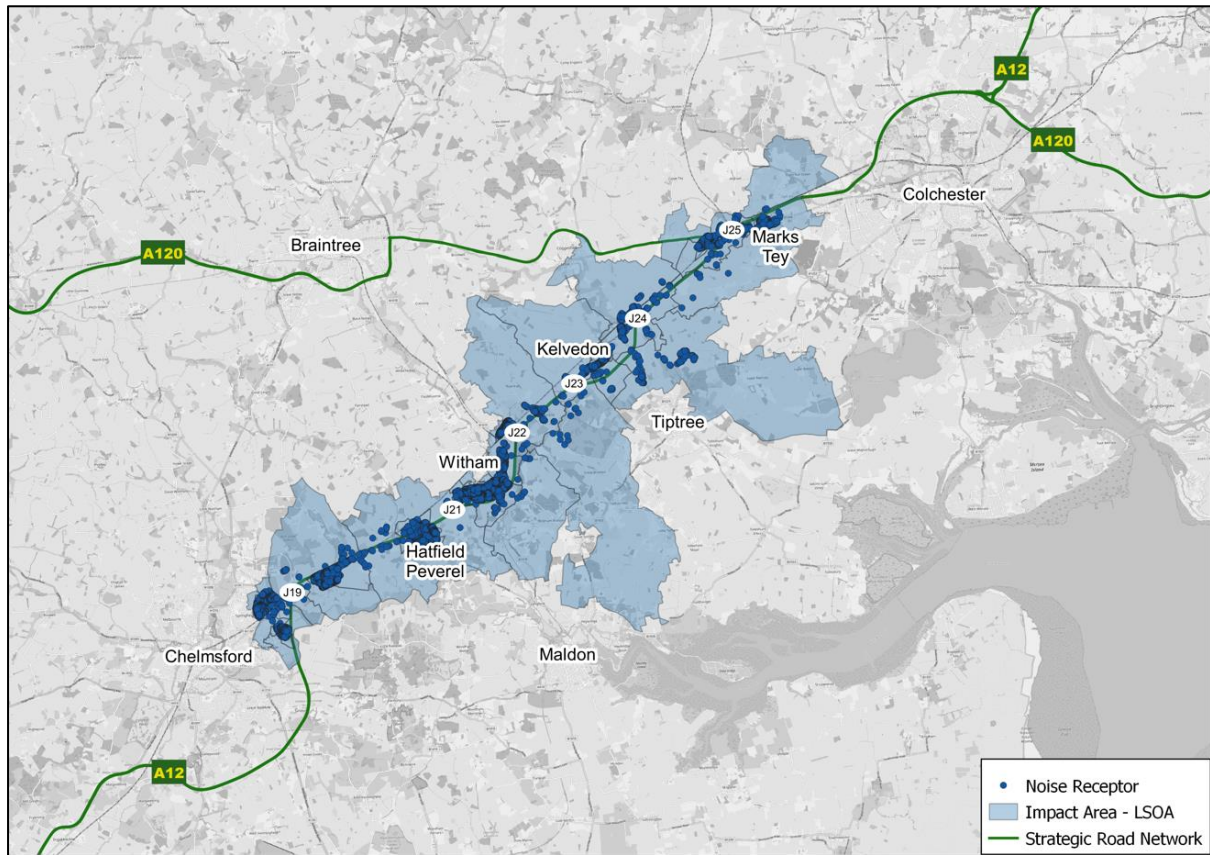 A12
A120
Colchester
J25
Marks
Tey
Braintree
A120
J24
Kelvedon
J23
Tiptree
J22
Witham
J21
Hatfield
Peverel
J19
Chelmsford
Maldon
A12
Noise Receptor
Impact Area - LSOA
Strategic Road Network